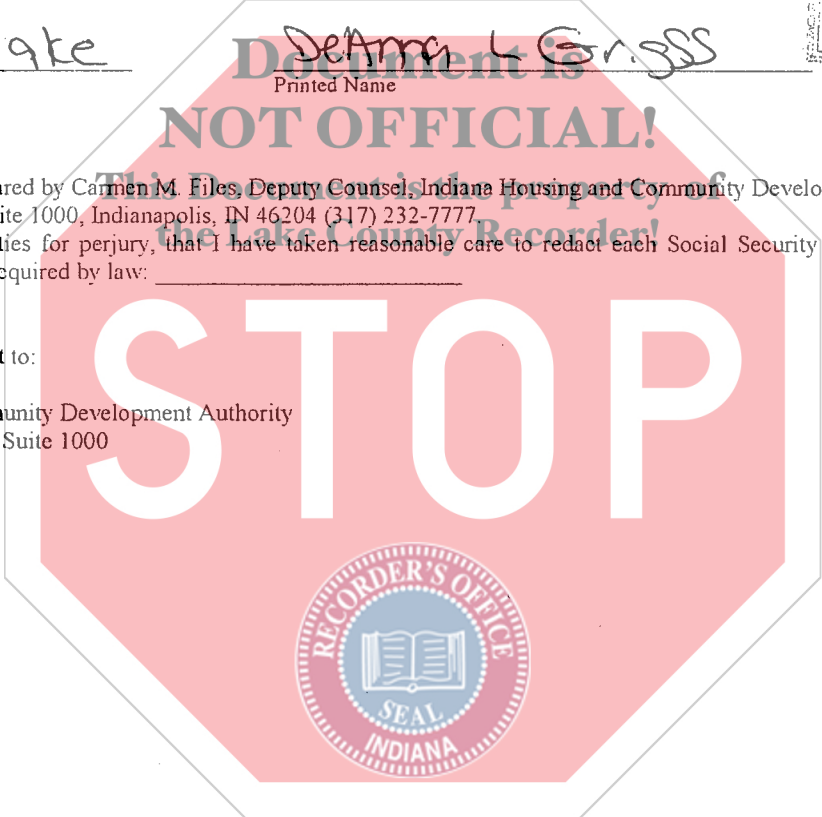 ake DeAnna L Griggs
Document is
Printed Name
NOT OFFICIAL!
ared by Carmen M. Files, Deputy Counsel, Indiana Housing and Community Develo
This Document is the property of
ite 1000, Indianapolis, IN 46204 (317) 232-7777.
the Lake County Recorder!
lties for perjury, that I have taken reasonable care to redact each Social Security
equired by law:
t to:
STOP
unity Development Authority
Suite 1000
RECORDER'S OFFICE
SEAL
INDIANA